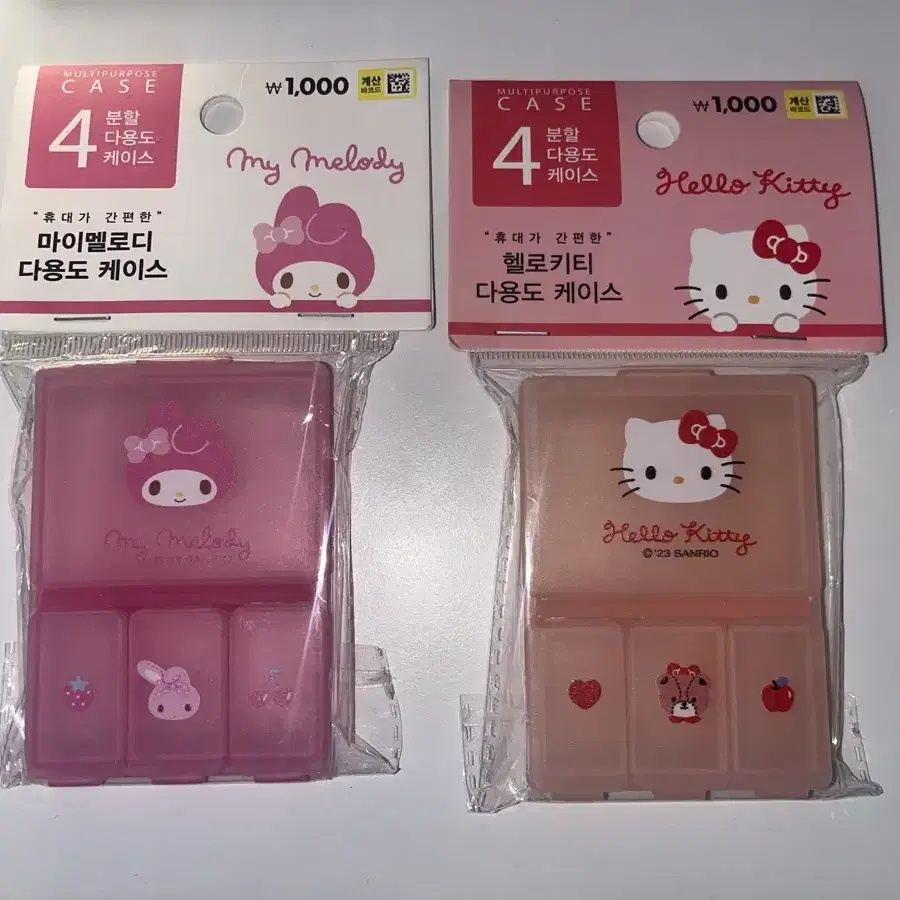 MULTIPURPOSE
CASE
4 분할
다용도
케이스
₩1,000
계산
바코드
My Melody
"휴대가 간편한"
마이멜로디
다용도 케이스
My Melody
MULTIPURPOSE
CASE
4 분할
다용도
케이스
₩1,000
계산
바코드
Hello Kitty
"휴대가 간편한"
헬로키티
다용도 케이스
Hello Kitty
©'23 SANRIO